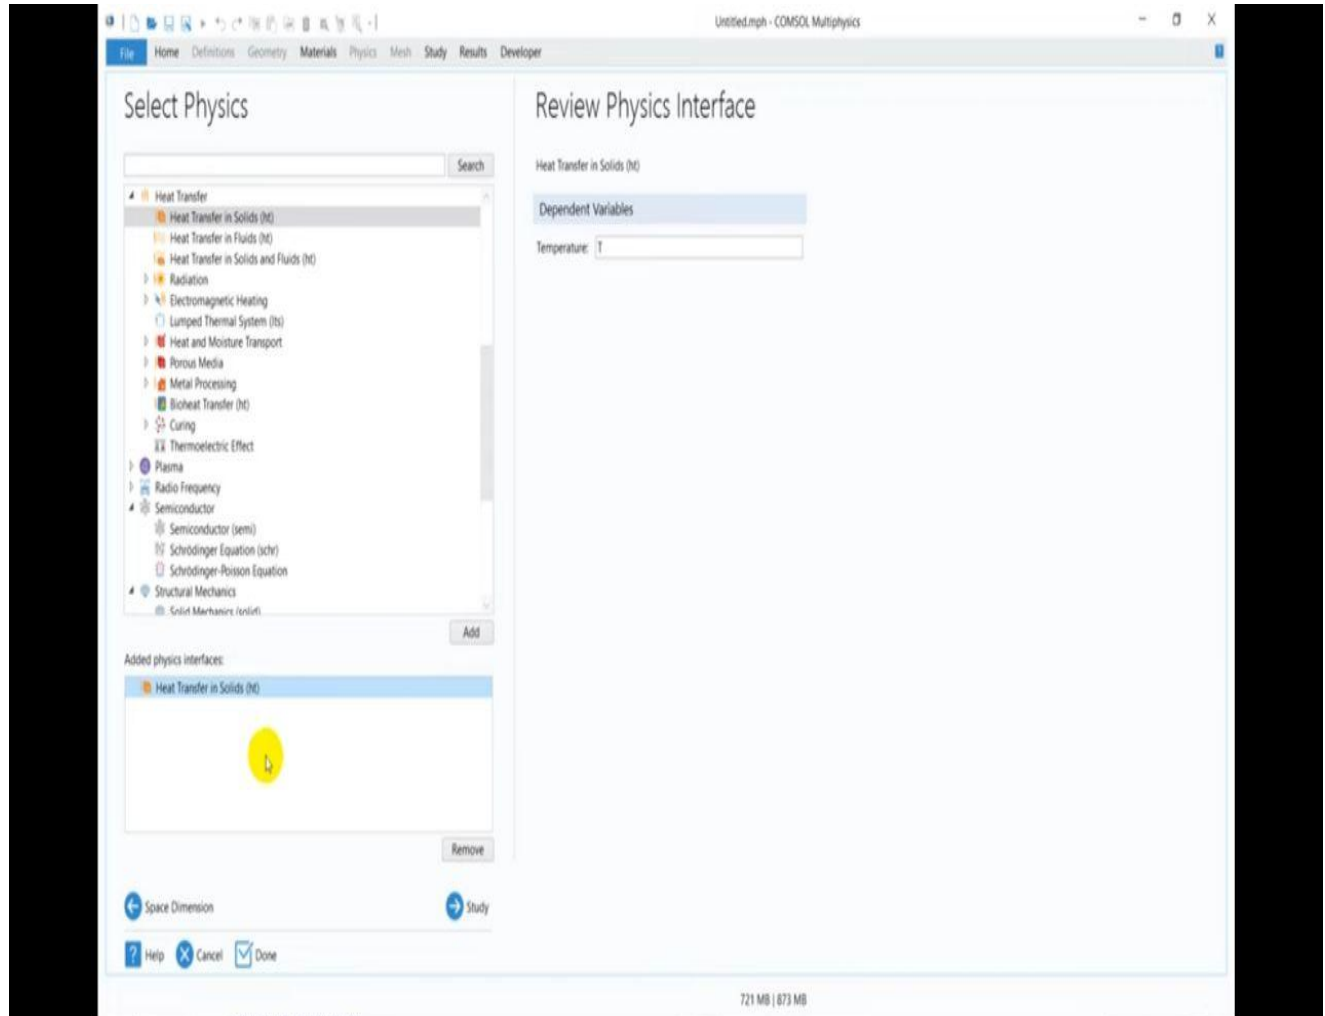 Untitled.mph - COMSOL Multiphysics
File Home Definitions Geometry Materials Physics Mesh Study Results Developer
Select Physics
Search
Heat Transfer
Heat Transfer in Solids (ht)
Heat Transfer in Fluids (ht)
Heat Transfer in Solids and Fluids (ht)
Radiation
Electromagnetic Heating
Lumped Thermal System (lts)
Heat and Moisture Transport
Porous Media
Metal Processing
Bioheat Transfer (ht)
Curing
Thermoelectric Effect
Plasma
Radio Frequency
Semiconductor
Semiconductor (semi)
Schrödinger Equation (schr)
Schrödinger-Poisson Equation
Structural Mechanics
Solid Mechanics (solid)
Add
Added physics interfaces:
Heat Transfer in Solids (ht)
Remove
Space Dimension
Study
Help Cancel Done
Review Physics Interface
Heat Transfer in Solids (ht)
Dependent Variables
Temperature: T
721 MB | 873 MB